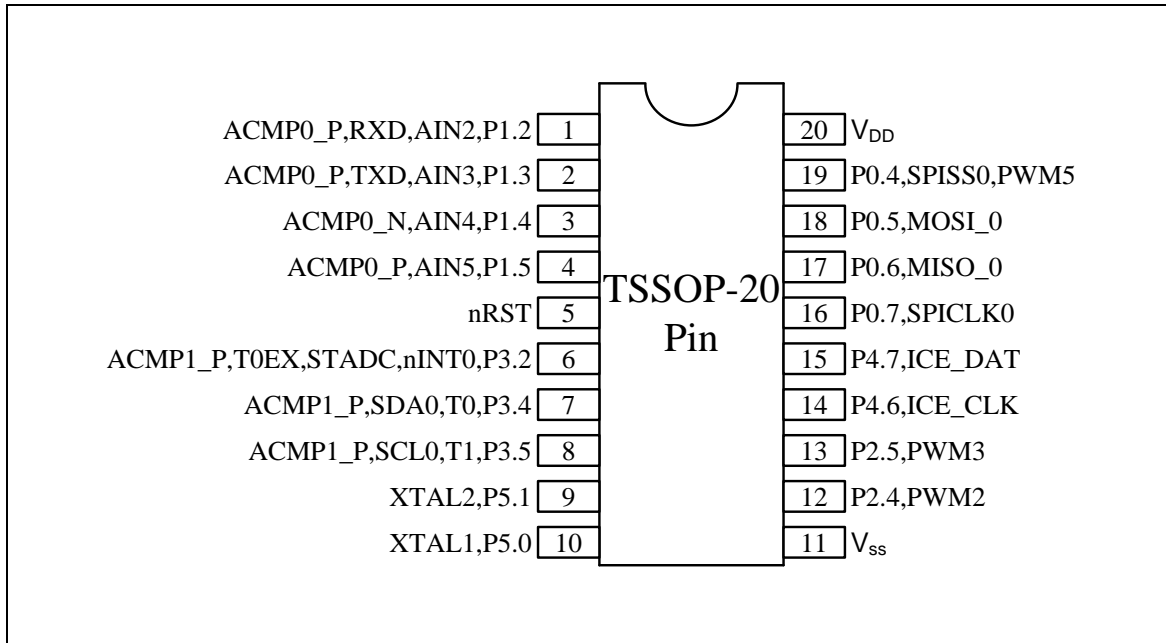 ACMP0_P,RXD,AIN2,P1.2 1 20 VDD
ACMP0_P,TXD,AIN3,P1.3 2 19 P0.4,SPISS0,PWM5
ACMP0_N,AIN4,P1.4 3 18 P0.5,MOSI_0
ACMP0_P,AIN5,P1.5 4 17 P0.6,MISO_0
TSSOP-20
nRST 5 16 P0.7,SPICLK0
Pin
ACMP1_P,T0EX,STADC,nINT0,P3.2 6 15 P4.7,ICE_DAT
ACMP1_P,SDA0,T0,P3.4 7 14 P4.6,ICE_CLK
ACMP1_P,SCL0,T1,P3.5 8 13 P2.5,PWM3
XTAL2,P5.1 9 12 P2.4,PWM2
XTAL1,P5.0 10 11 Vss